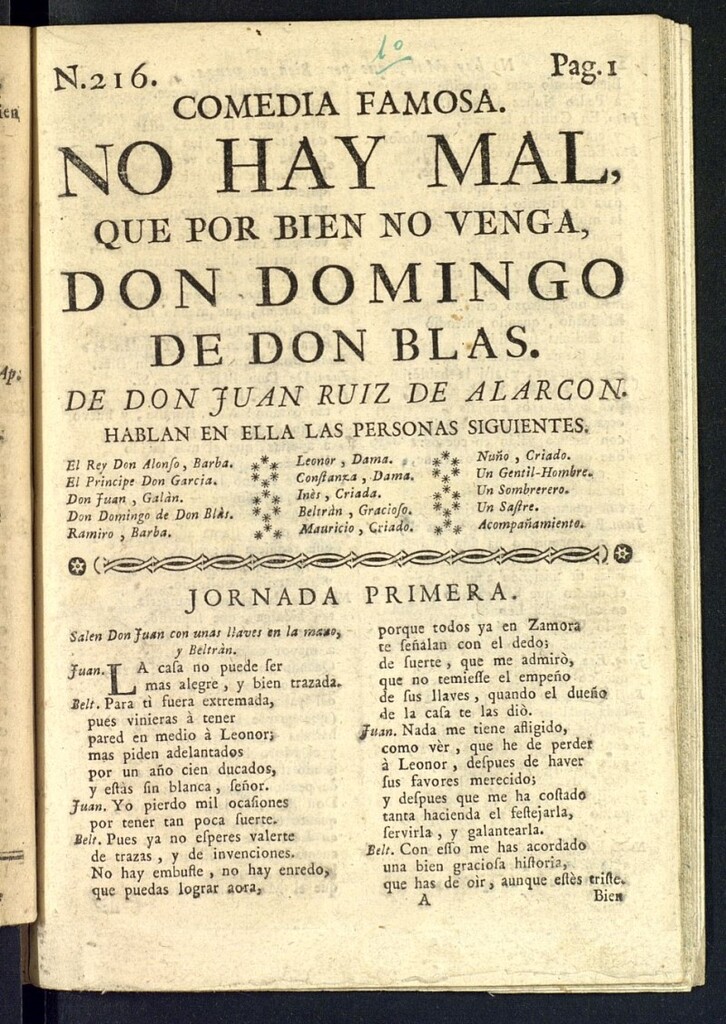 1º
N.216.
Pag.1
COMEDIA FAMOSA.
NO HAY MAL,
QUE POR BIEN NO VENGA,
DON DOMINGO
DE DON BLAS.
DE DON JUAN RUIZ DE ALARCON.
HABLAN EN ELLA LAS PERSONAS SIGUIENTES.
El Rey Don Alonſo, Barba.
El Principe Don Garcia.
Don Juan, Galàn.
Don Domingo de Don Blàs.
Ramiro, Barba.
Leonor, Dama.
Conſtanza, Dama.
Inès, Criada.
Beltràn, Gracioſo.
Mauricio, Criado.
Nuño, Criado.
Un Gentil-Hombre.
Un Sombrerero.
Un Saſtre.
Acompañamiento.
JORNADA PRIMERA.
Salen Don Juan con unas llaves en la mano,
y Beltràn.
Juan. LA caſa no puede ſer
mas alegre, y bien trazada.
Belt. Para tì fuera extremada,
pues vinieras à tener
pared en medio à Leonor;
mas piden adelantados
por un año cien ducados,
y eſtàs ſin blanca, ſeñor.
Juan. Yo pierdo mil ocaſiones
por tener tan poca ſuerte.
Belt. Pues ya no eſperes valerte
de trazas, y de invenciones.
No hay embuſte, no hay enredo,
que puedas lograr aora,
porque todos ya en Zamora
te ſeñalan con el dedo;
de ſuerte, que me admirò,
que no temieſſe el empeño
de ſus llaves, quando el dueño
de la caſa te las diò.
Juan. Nada me tiene afligido,
como vèr, que he de perder
à Leonor, deſpues de haver
ſus favores merecido;
y deſpues que me ha coſtado
tanta hacienda el feſtejarla,
ſervirla, y galantearla.
Belt. Con eſſo me has acordado
una bien gracioſa hiſtoria,
que has de oir, aunque eſtès triſte.
A
Bien
ien
Ap.